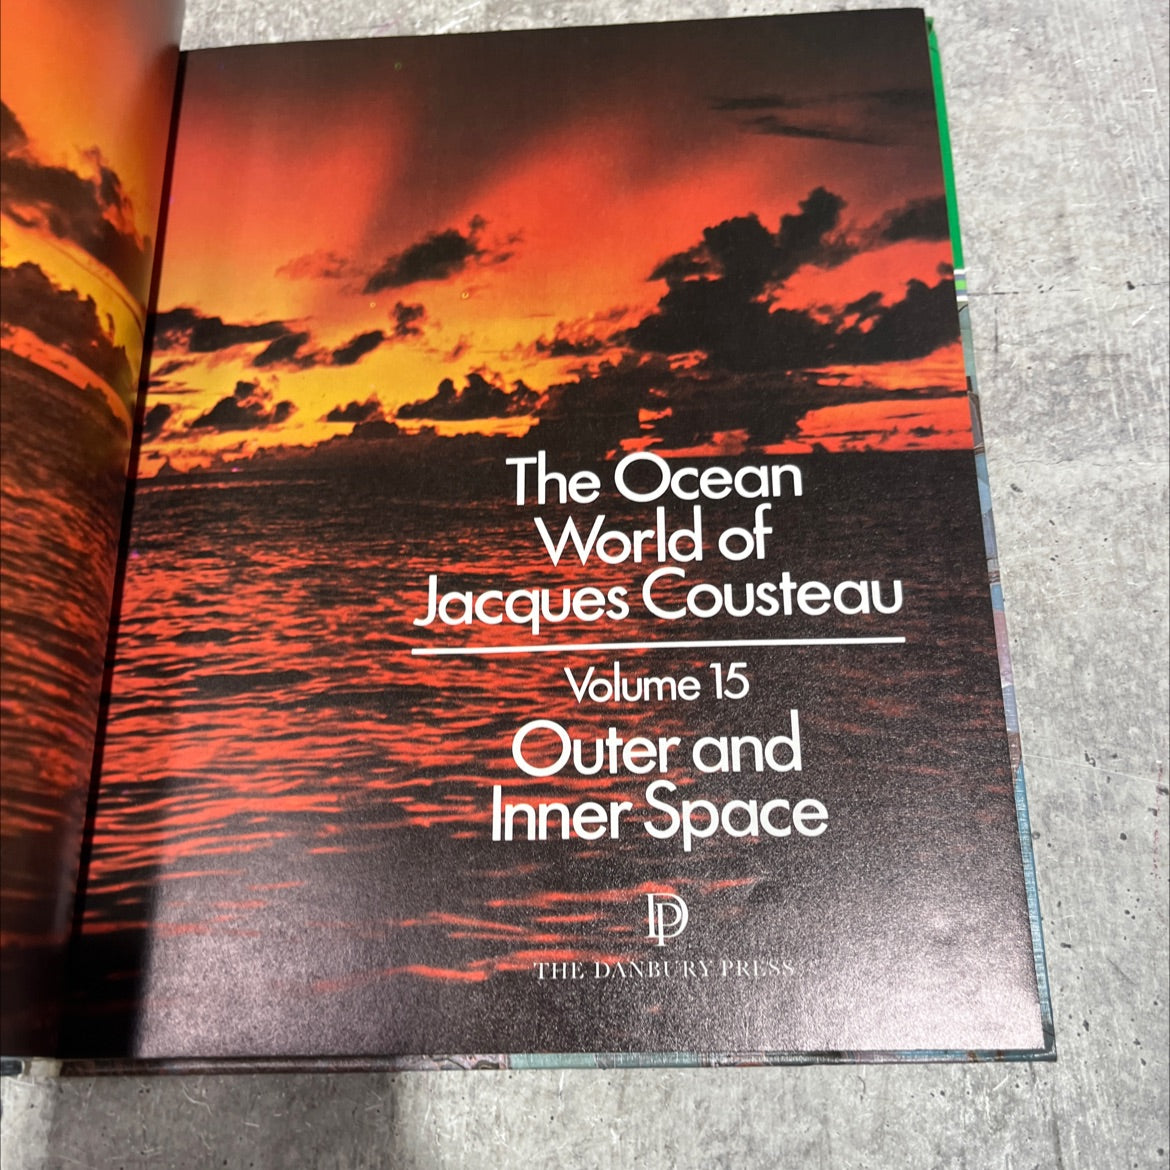 The Ocean
World of
Jacques Cousteau
Volume 15
Outer and
Inner Space
DP
THE DANBURY PRESS